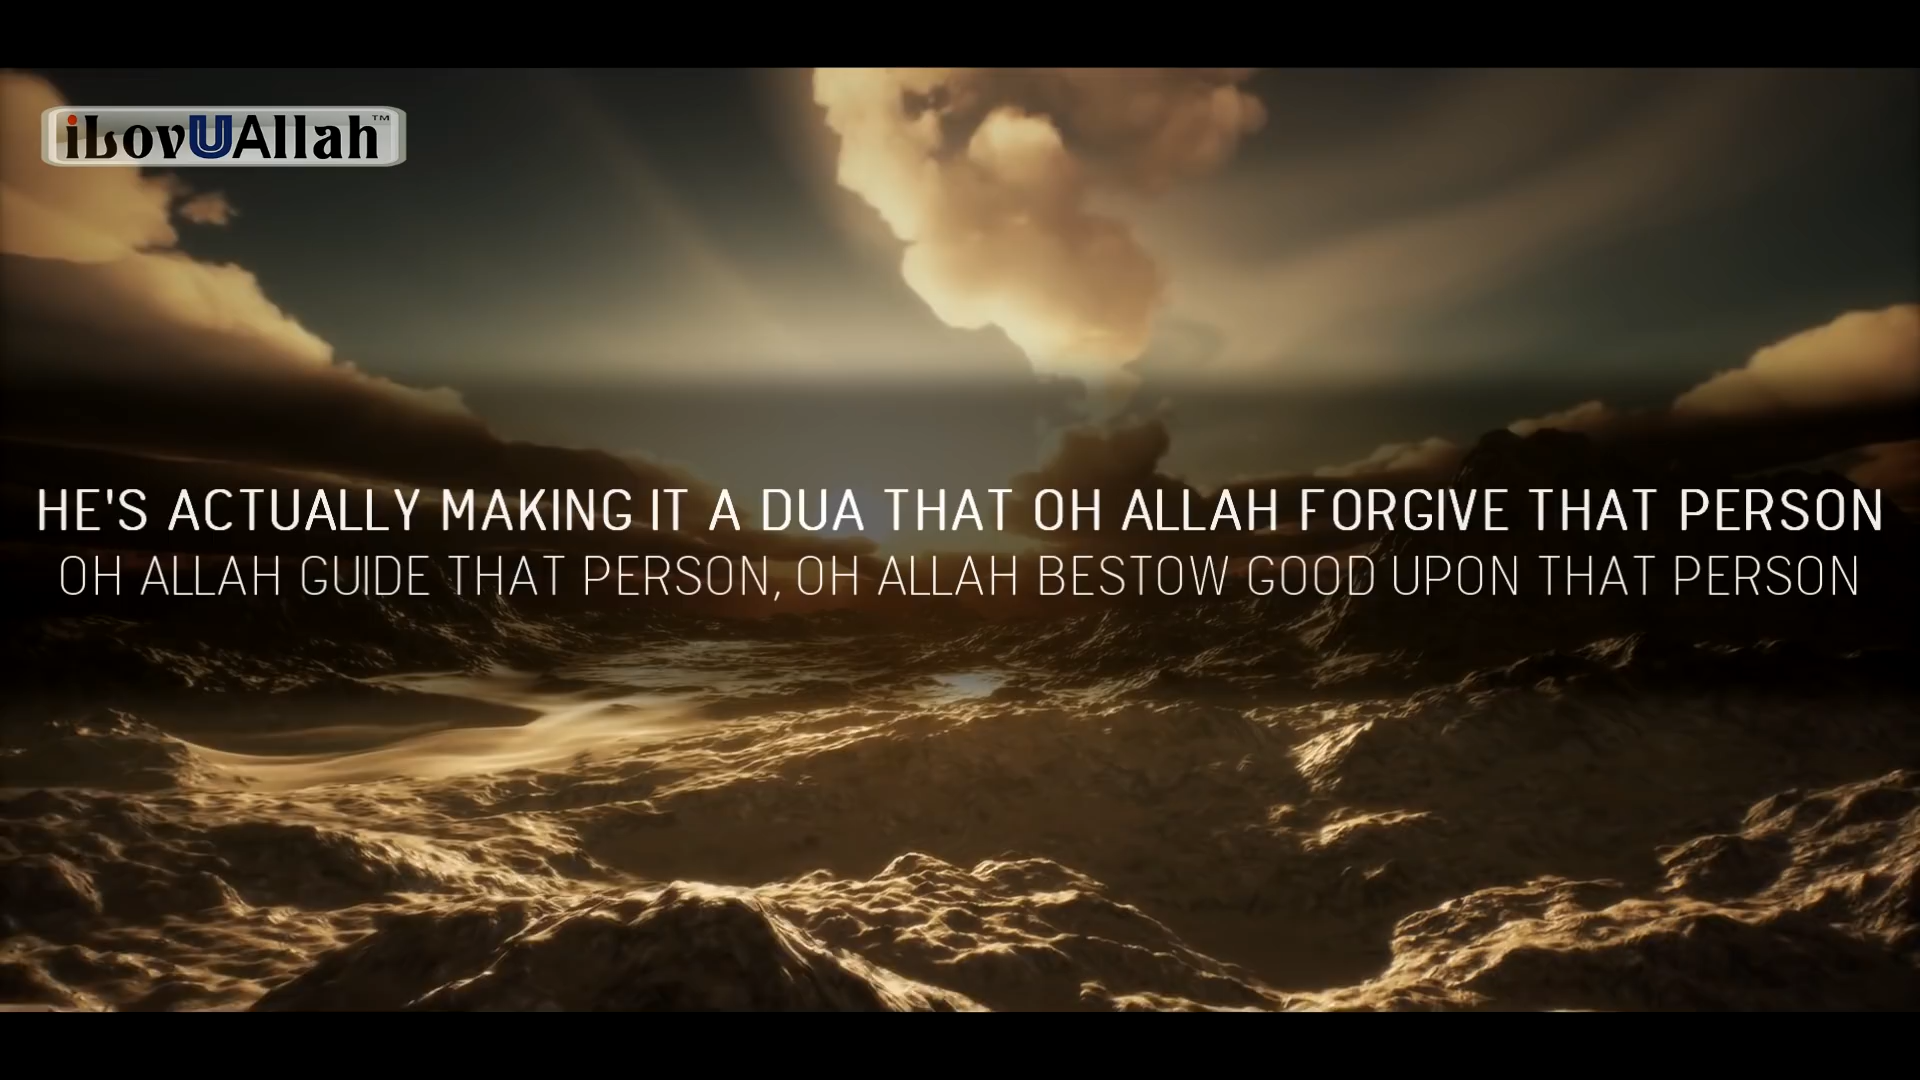 iLovUAllah™
HE'S ACTUALLY MAKING IT A DUA THAT OH ALLAH FORGIVE THAT PERSON
OH ALLAH GUIDE THAT PERSON, OH ALLAH BESTOW GOOD UPON THAT PERSON